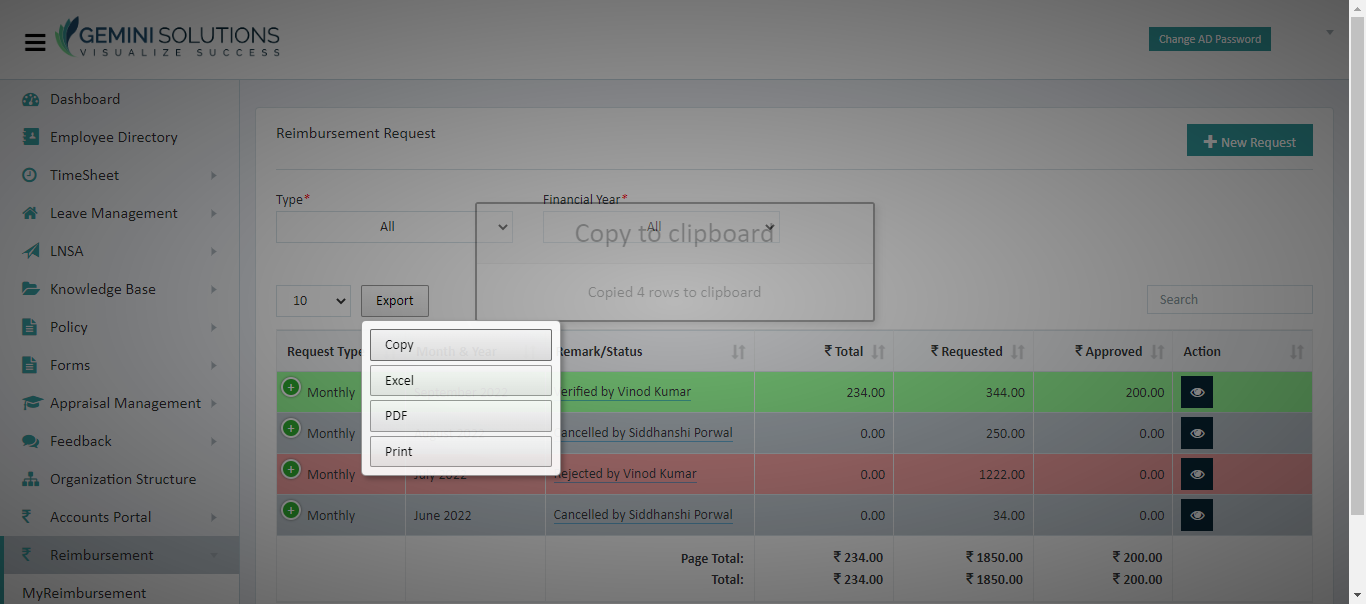 GEMINI SOLUTIONS
VISUALIZE SUCCESS
Change AD Password
Dashboard
Employee Directory
TimeSheet
Leave Management
LNSA
Knowledge Base
Policy
Forms
Appraisal Management
Feedback
Organization Structure
Accounts Portal
Reimbursement
MyReimbursement
Reimbursement Request
New Request
Type*
Financial Year*
All
All
Copy to clipboard
Copied 4 rows to clipboard
10
Export
Search
Copy
Excel
PDF
Print
Request Type Month & Year Remark/Status ₹ Total ₹ Requested ₹ Approved Action
Monthly Verified by Vinod Kumar 234.00 344.00 200.00
Monthly Cancelled by Siddhanshi Porwal 0.00 250.00 0.00
Monthly July 2022 Rejected by Vinod Kumar 0.00 1222.00 0.00
Monthly June 2022 Cancelled by Siddhanshi Porwal 0.00 34.00 0.00
Page Total: ₹ 234.00 ₹ 1850.00 ₹ 200.00
Total: ₹ 234.00 ₹ 1850.00 ₹ 200.00